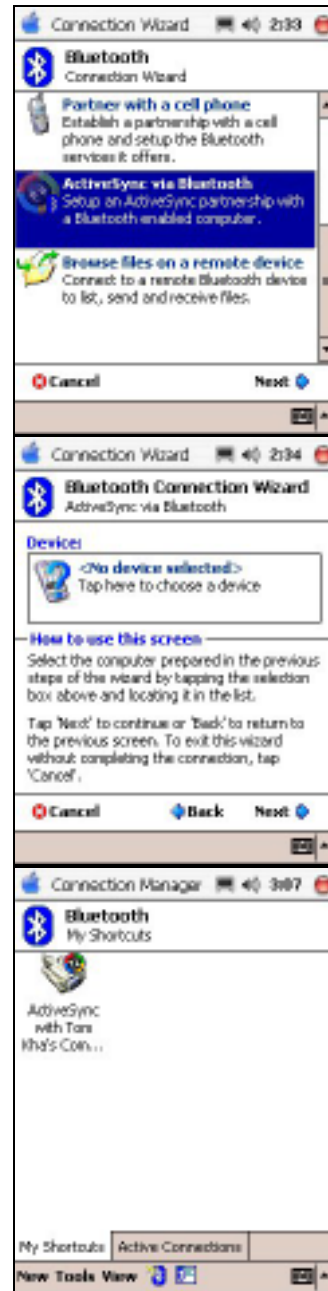 Connection Wizard 2:33
Bluetooth
Connection Wizard
Partner with a cell phone
Establish a partnership with a cell
phone and setup the Bluetooth
services it offers.
ActiveSync via Bluetooth
Setup an ActiveSync partnership with
a Bluetooth enabled computer.
Browse files on a remote device
Connect to a remote Bluetooth device
to list, send and receive files.
Cancel Next
Connection Wizard 2:34
Bluetooth Connection Wizard
ActiveSync via Bluetooth
Device:
<No device selected>
Tap here to choose a device
How to use this screen
Select the computer prepared in the previous
steps of the wizard by tapping the selection
box above and locating it in the list.
Tap 'Next' to continue or 'Back' to return to
the previous screen. To exit this wizard
without completing the connection, tap
'Cancel'.
Cancel Back Next
Connection Manager 3:07
Bluetooth
My Shortcuts
ActiveSync
with Tom
Kha's Com...
My Shortcuts Active Connections
New Tools View